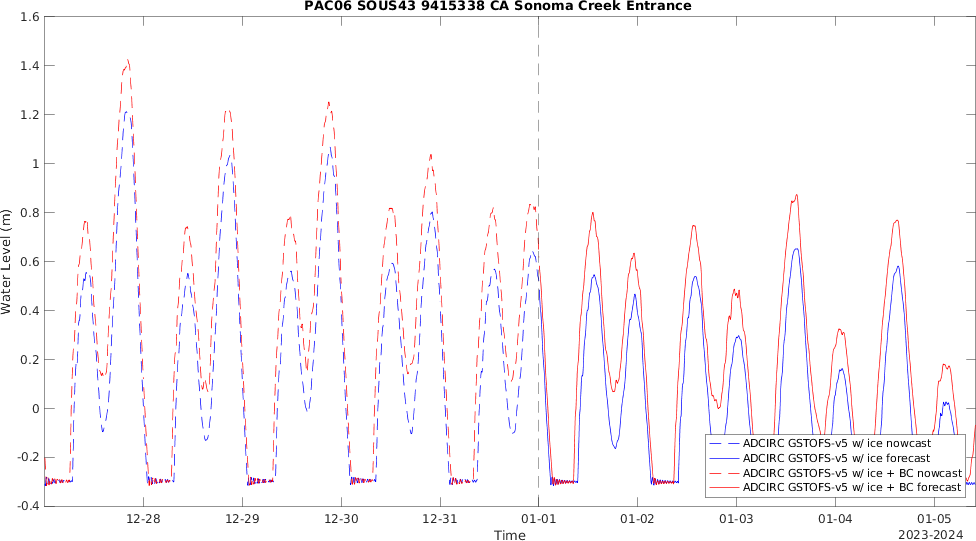 PAC06 SOUS43 9415338 CA Sonoma Creek Entrance
1.6
1.4
1.2
1
0.8
0.6
0.4
0.2
0
-0.2
-0.4
Water Level (m)
ADCIRC GSTOFS-v5 w/ ice nowcast
ADCIRC GSTOFS-v5 w/ ice forecast
ADCIRC GSTOFS-v5 w/ ice + BC nowcast
ADCIRC GSTOFS-v5 w/ ice + BC forecast
12-28 12-29 12-30 12-31 01-01 01-02 01-03 01-04 01-05
Time
2023-2024